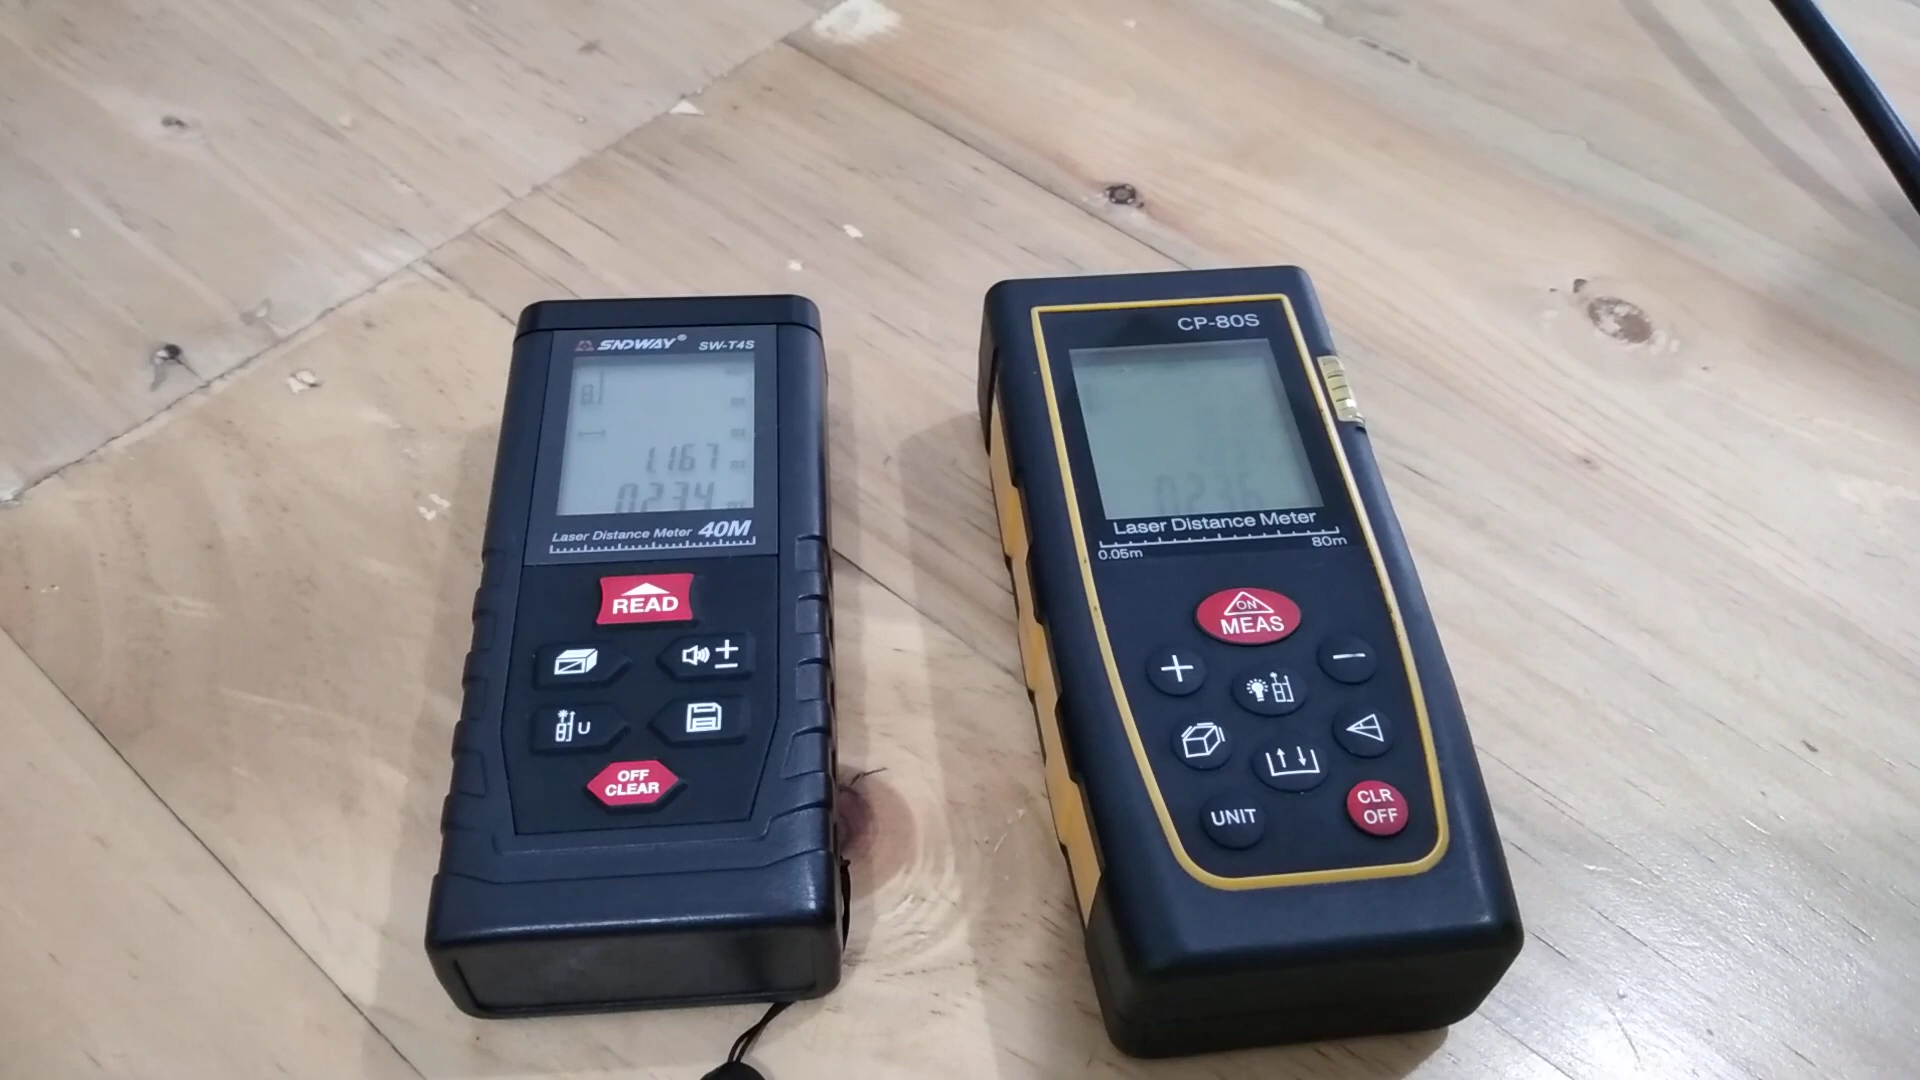 SNDWAY® SW-T4S
1.167 m
0.234 m
Laser Distance Meter 40M
READ
U
OFF
CLEAR
CP-80S
0.236
Laser Distance Meter
0.05m 80m
ON
MEAS
UNIT
CLR
OFF